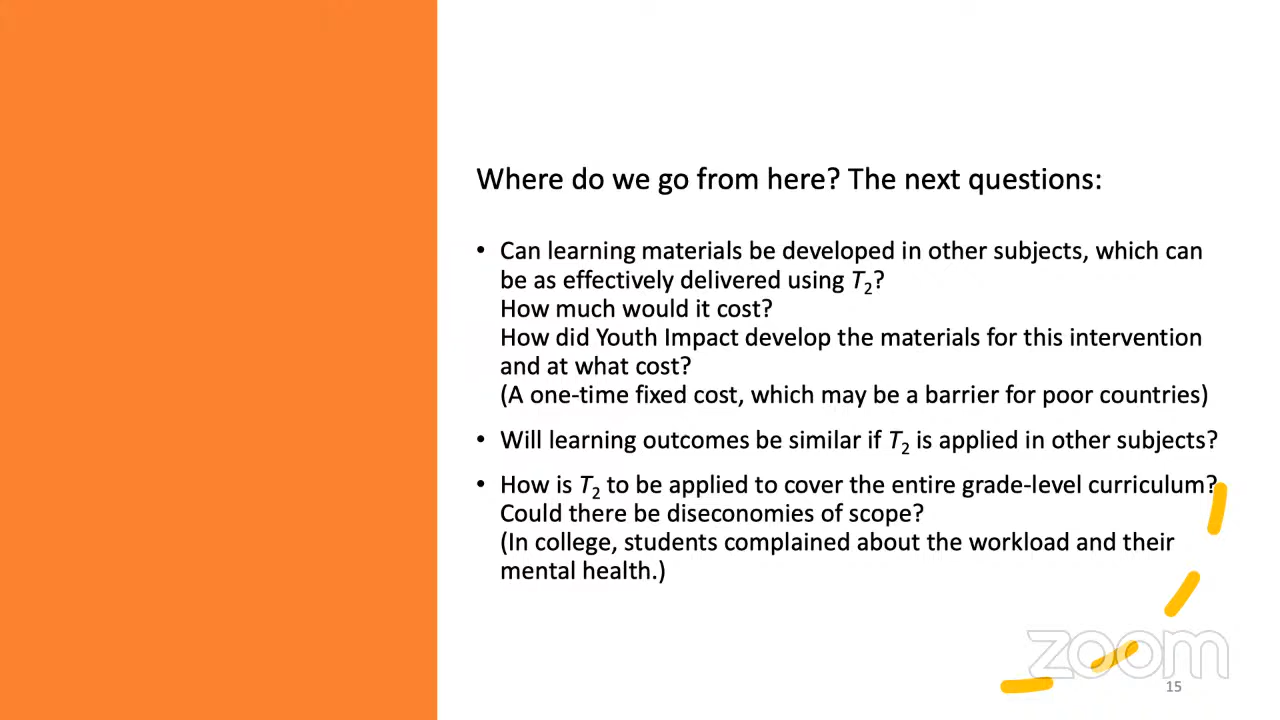 Where do we go from here? The next questions:
• Can learning materials be developed in other subjects, which can
be as effectively delivered using T₂?
How much would it cost?
How did Youth Impact develop the materials for this intervention
and at what cost?
(A one-time fixed cost, which may be a barrier for poor countries)
• Will learning outcomes be similar if T₂ is applied in other subjects?
• How is T₂ to be applied to cover the entire grade-level curriculum?
Could there be diseconomies of scope?
(In college, students complained about the workload and their
mental health.)
zoom
15